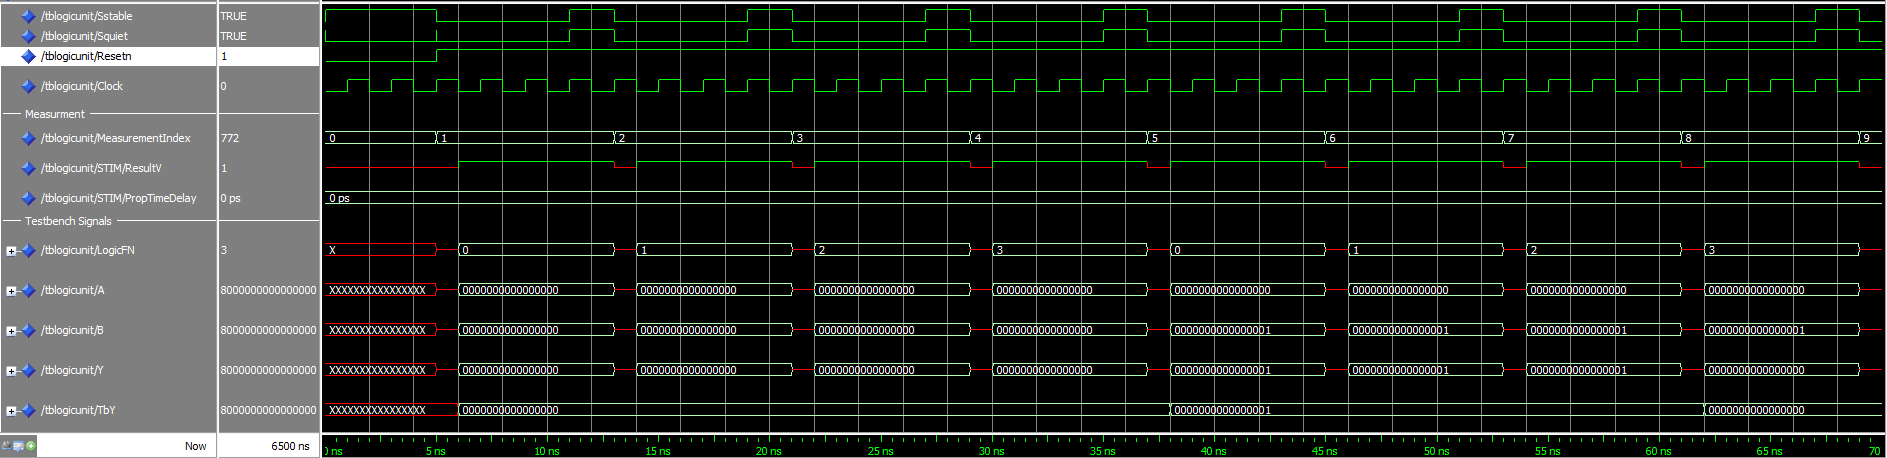 /tblogicunit/Sstable TRUE
/tblogicunit/Squiet TRUE
/tblogicunit/Resetn 1
/tblogicunit/Clock 0
Measurment
/tblogicunit/MeasurementIndex 772 0 1 2 3 4 5 6 7 8 9
/tblogicunit/STIM/ResultV 1
/tblogicunit/STIM/PropTimeDelay 0 ps 0 ps
Testbench Signals
/tblogicunit/LogicFN 3 X 0 1 2 3 0 1 2 3
/tblogicunit/A 8000000000000000 XXXXXXXXXXXXXXXX 0000000000000000 0000000000000000 0000000000000000 0000000000000000 0000000000000000 0000000000000000 0000000000000000 0000000000000000
/tblogicunit/B 8000000000000000 XXXXXXXXXXXXXXXX 0000000000000000 0000000000000000 0000000000000000 0000000000000000 0000000000000001 0000000000000001 0000000000000001 0000000000000001
/tblogicunit/Y 8000000000000000 XXXXXXXXXXXXXXXX 0000000000000000 0000000000000000 0000000000000000 0000000000000000 0000000000000001 0000000000000001 0000000000000001 0000000000000000
/tblogicunit/TbY 8000000000000000 XXXXXXXXXXXXXXXX 0000000000000000 0000000000000001 0000000000000000
Now 6500 ns ns 5 ns 10 ns 15 ns 20 ns 25 ns 30 ns 35 ns 40 ns 45 ns 50 ns 55 ns 60 ns 65 ns 70